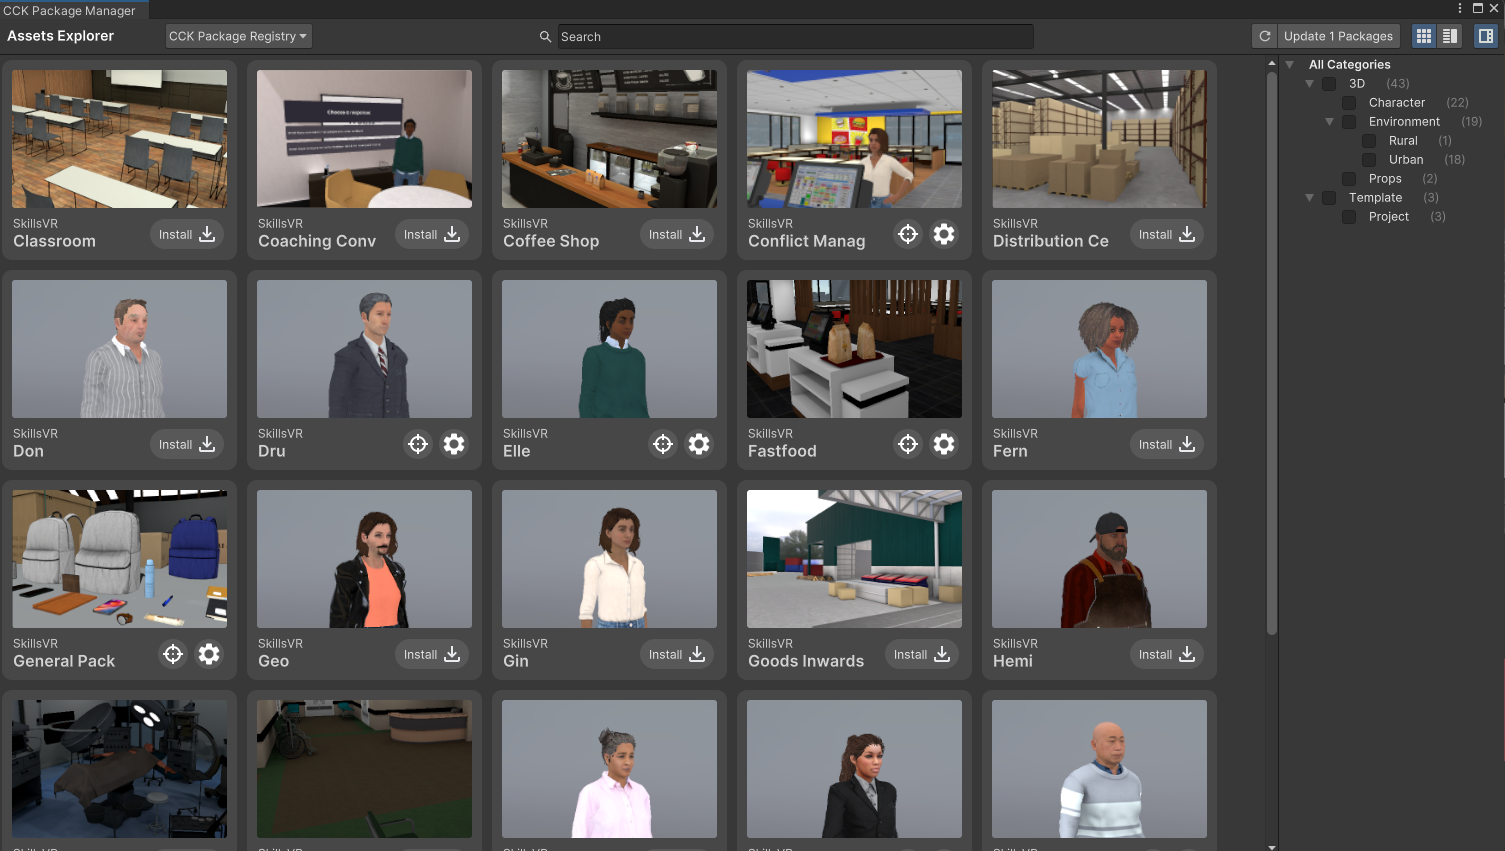 CCK Package Manager
Assets Explorer
CCK Package Registry
Search
Update 1 Packages
All Categories
3D (43)
Character (22)
Environment (19)
Rural (1)
Urban (18)
Props (2)
Template (3)
Project (3)
Choose a response
SkillsVR
Classroom
Install
SkillsVR
Coaching Conv
Install
SkillsVR
Coffee Shop
Install
SkillsVR
Conflict Manag
SkillsVR
Distribution Ce
Install
SkillsVR
Don
Install
SkillsVR
Dru
SkillsVR
Elle
SkillsVR
Fastfood
SkillsVR
Fern
Install
SkillsVR
General Pack
SkillsVR
Geo
Install
SkillsVR
Gin
Install
SkillsVR
Goods Inwards
Install
SkillsVR
Hemi
Install